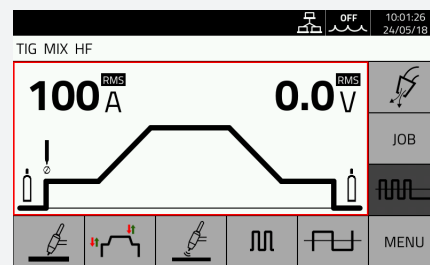 OFF
10:01:26
24/05/18
TIG MIX HF
100 RMS A
0.0 RMS V
JOB
MENU